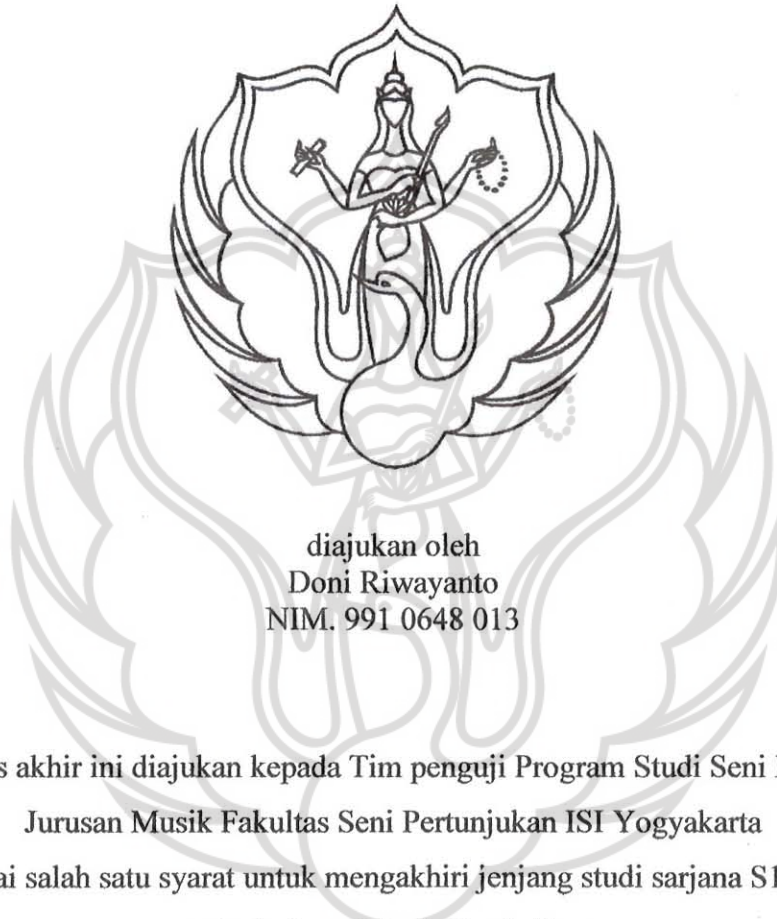 diajukan oleh
Doni Riwayanto
NIM. 991 0648 013
akhir ini diajukan kepada Tim penguji Program Studi Seni
Jurusan Musik Fakultas Seni Pertunjukan ISI Yogyakarta
salah satu syarat untuk mengakhiri jenjang studi sarjana S1